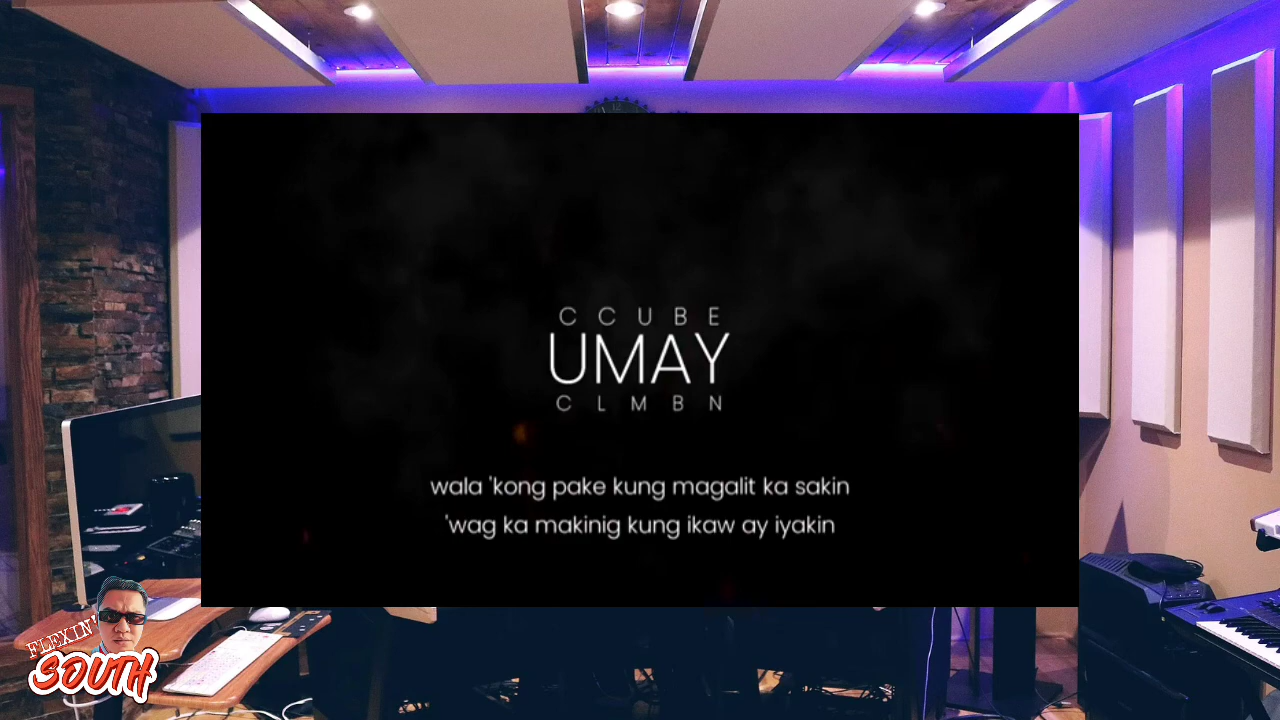 CCUBE
UMAY
CLMBN
wala 'kong pake kung magalit ka sakin
'wag ka makinig kung ikaw ay iyakin
FLEXIN'
SOUTH